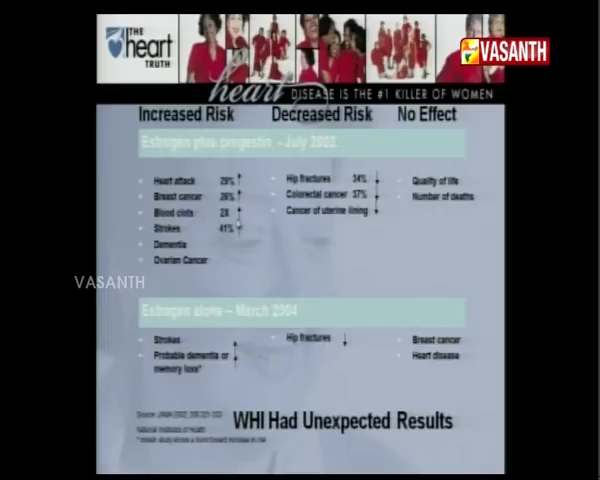 THE
heart
TRUTH
VASANTH
heart DISEASE IS THE #1 KILLER OF WOMEN
Increased Risk Decreased Risk No Effect
Estrogen plus progestin - July 2002
• Heart attack 29% • Hip fractures 34% • Quality of life
• Breast cancer 26% • Colorectal cancer 37% • Number of deaths
• Blood clots 2X • Cancer of uterine lining
• Strokes 41%
• Dementia
• Ovarian Cancer
VASANTH
Estrogen alone – March 2004
• Strokes • Hip fractures • Breast cancer
• Probable dementia or • Heart disease
memory loss*
WHI Had Unexpected Results
National Institutes of Health